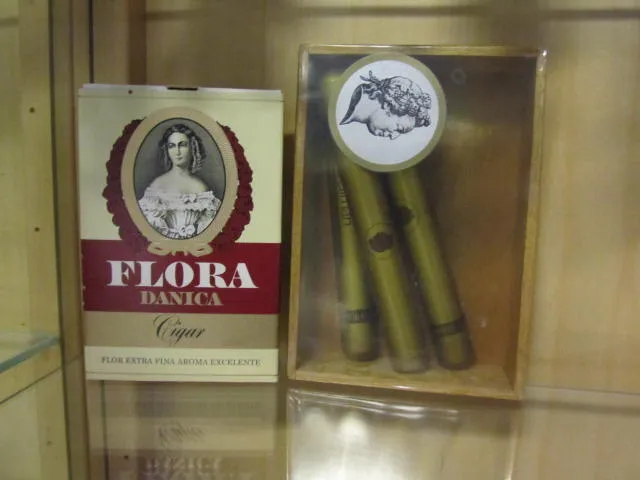 FLORA
DANICA
Cigar
FLOR EXTRA FINA AROMA EXCELENTE